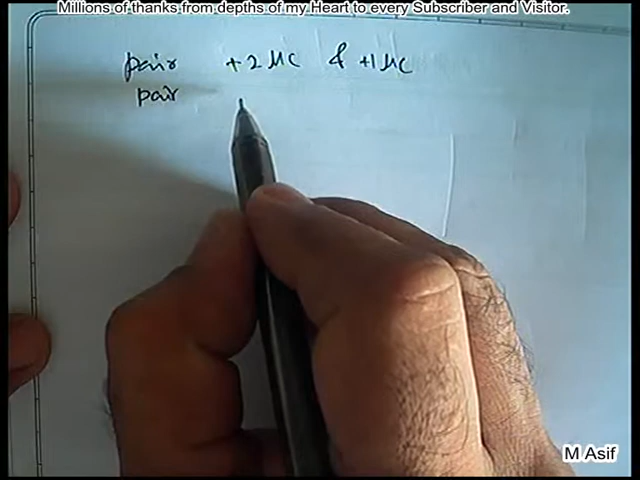 Millions of thanks from depths of my Heart to every Subscriber and Visitor.
pair +2 μC & +1 μC
pair
M Asif